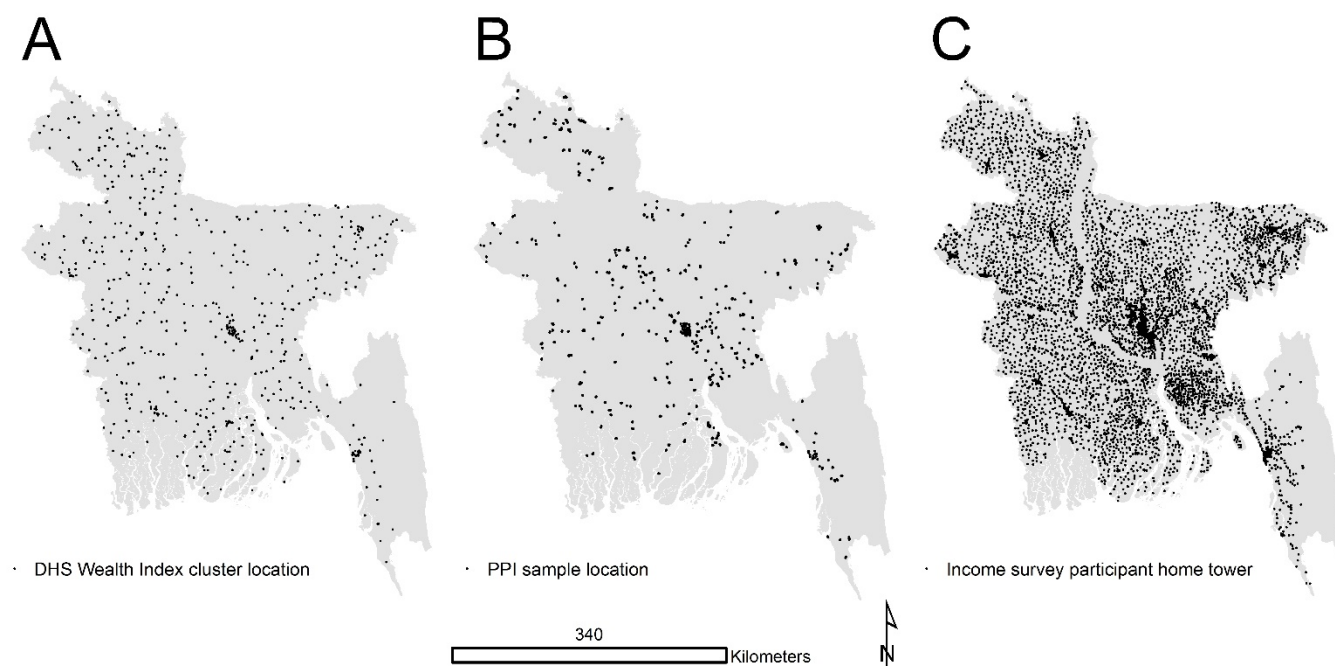 A
B
C
DHS Wealth Index cluster location
PPI sample location
Income survey participant home tower
340
Kilometers
N